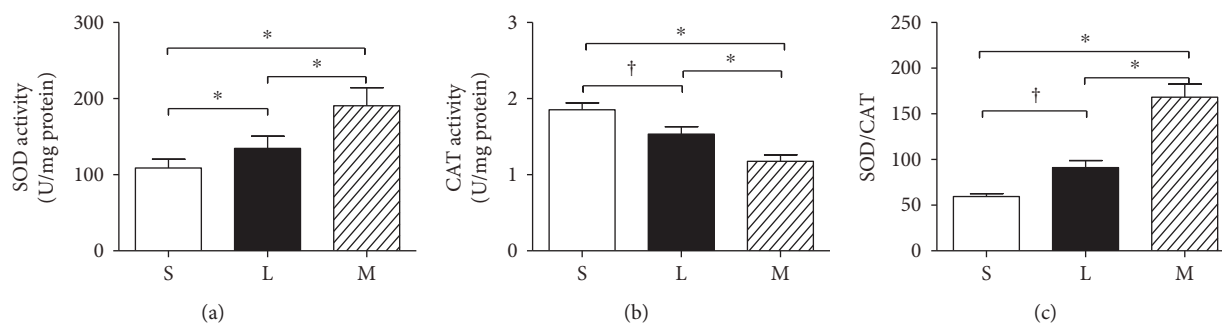 SOD activity
(U/mg protein)
300
200
100
0
*
*
*
S L M
(a)
CAT activity
(U/mg protein)
3
2
1
0
*
†
*
S L M
(b)
SOD/CAT
250
200
150
100
50
0
*
*
†
S L M
(c)